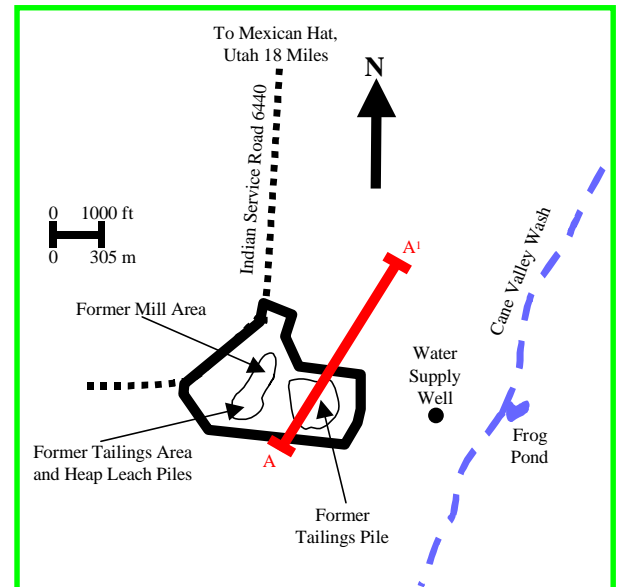 To Mexican Hat,
Utah 18 Miles
N
Indian Service Road 6440
0 1000 ft
0 305 m
A¹
Cane Valley Wash
Former Mill Area
Water
Supply
Well
Former Tailings Area
and Heap Leach Piles
A
Frog
Pond
Former
Tailings Pile